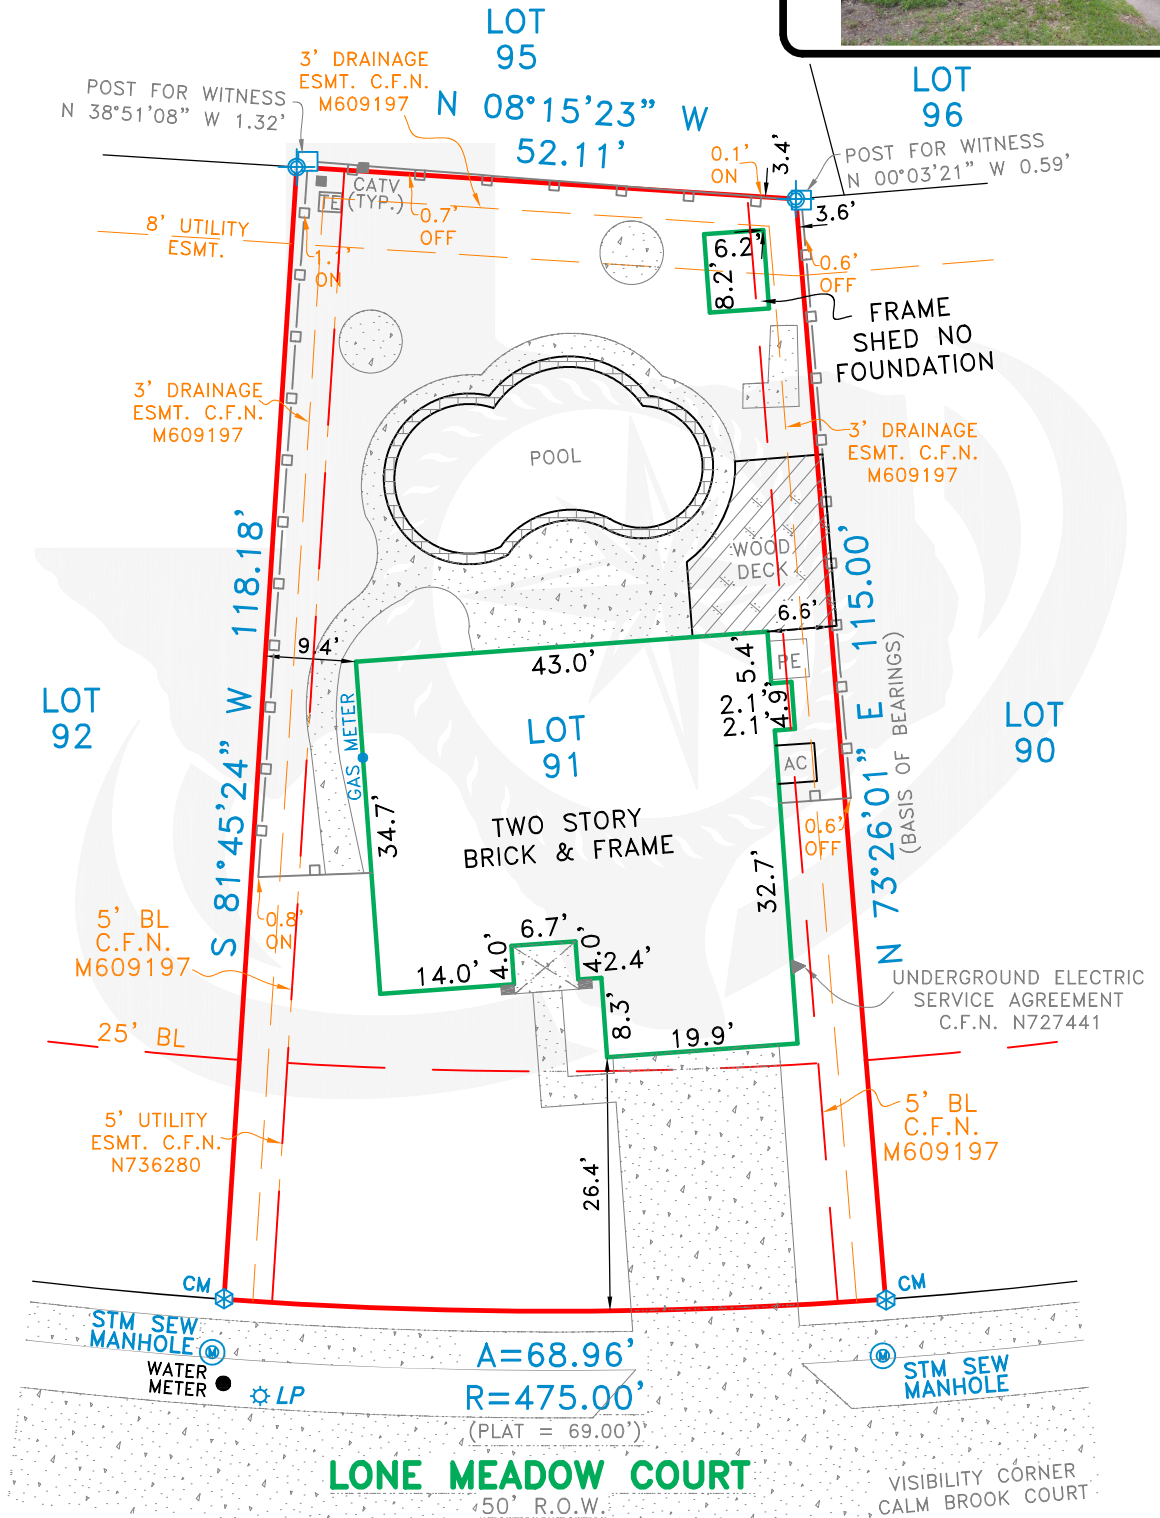 LOT
95
3' DRAINAGE
ESMT. C.F.N.
M609197
POST FOR WITNESS
N 38°51'08" W 1.32'
N 08°15'23" W
52.11'
LOT
96
0.1'
ON
3.4'
POST FOR WITNESS
N 00°03'21" W 0.59'
CATV
TE (TYP.)
0.7'
OFF
3.6'
8' UTILITY
ESMT.
ON
6.2'
8.2'
0.6'
OFF
FRAME
SHED NO
FOUNDATION
3' DRAINAGE
ESMT. C.F.N.
M609197
3' DRAINAGE
ESMT. C.F.N.
M609197
POOL
WOOD
DECK
S 81°45'24" W 118.18'
N 73°26'01" E 115.00'
(BASIS OF BEARINGS)
6.6'
9.4'
43.0'
5.4'
PE
2.1'
4.9'
2.1'
LOT
92
GAS METER
LOT
91
LOT
90
AC
TWO STORY
BRICK & FRAME
34.7'
32.7'
0.6'
OFF
0.8'
ON
5' BL
C.F.N.
M609197
6.7'
4.0'
4.0'
2.4'
14.0'
8.3'
19.9'
UNDERGROUND ELECTRIC
SERVICE AGREEMENT
C.F.N. N727441
25' BL
5' UTILITY
ESMT. C.F.N.
N736280
5' BL
C.F.N.
M609197
26.4'
CM
CM
STM SEW
MANHOLE
M
WATER
METER
LP
A=68.96'
R=475.00'
(PLAT = 69.00')
M
STM SEW
MANHOLE
LONE MEADOW COURT
50' R.O.W.
VISIBILITY CORNER
CALM BROOK COURT